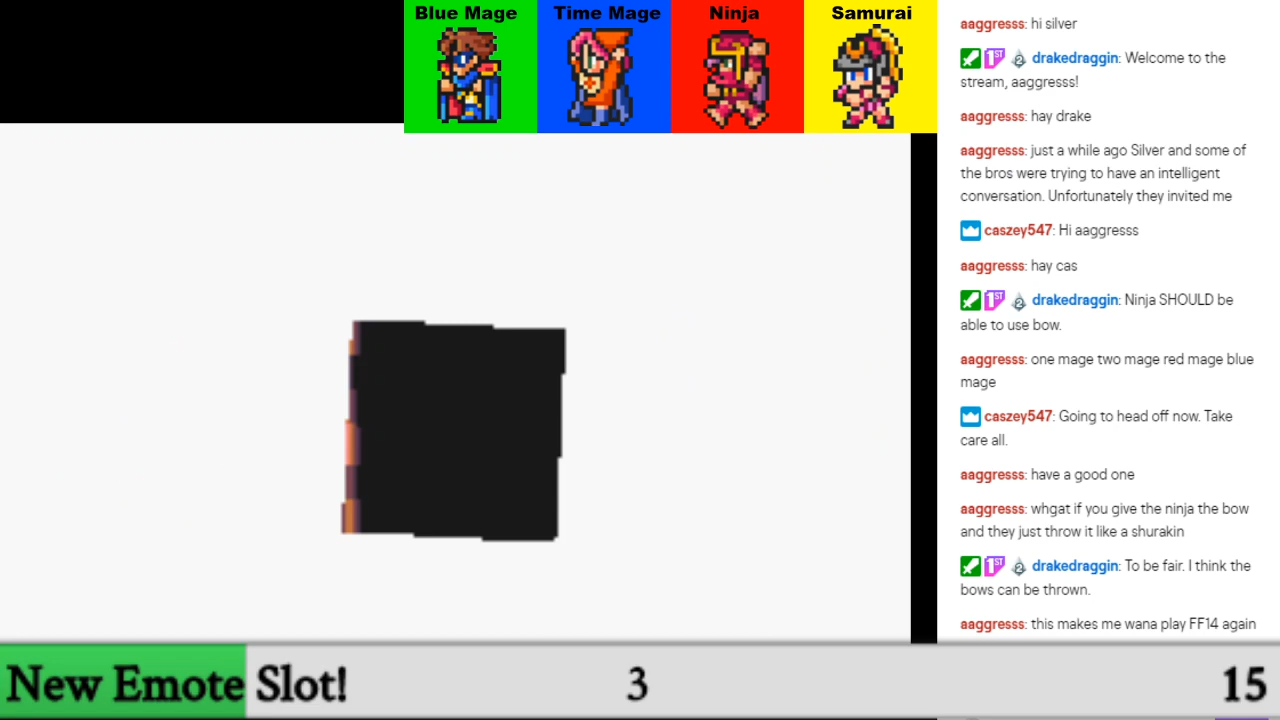 Blue Mage Time Mage Ninja Samurai
aaggresss: hi silver
1ST 2 drakedraggin: Welcome to the
stream, aaggresss!
aaggresss: hay drake
aaggresss: just a while ago Silver and some of
the bros were trying to have an intelligent
conversation. Unfortunately they invited me
caszey547: Hi aaggresss
aaggresss: hay cas
1ST 2 drakedraggin: Ninja SHOULD be
able to use bow.
aaggresss: one mage two mage red mage blue
mage
caszey547: Going to head off now. Take
care all.
aaggresss: have a good one
aaggresss: whgat if you give the ninja the bow
and they just throw it like a shurakin
1ST 2 drakedraggin: To be fair. I think the
bows can be thrown.
aaggresss: this makes me wana play FF14 again
New Emote Slot! 3 15